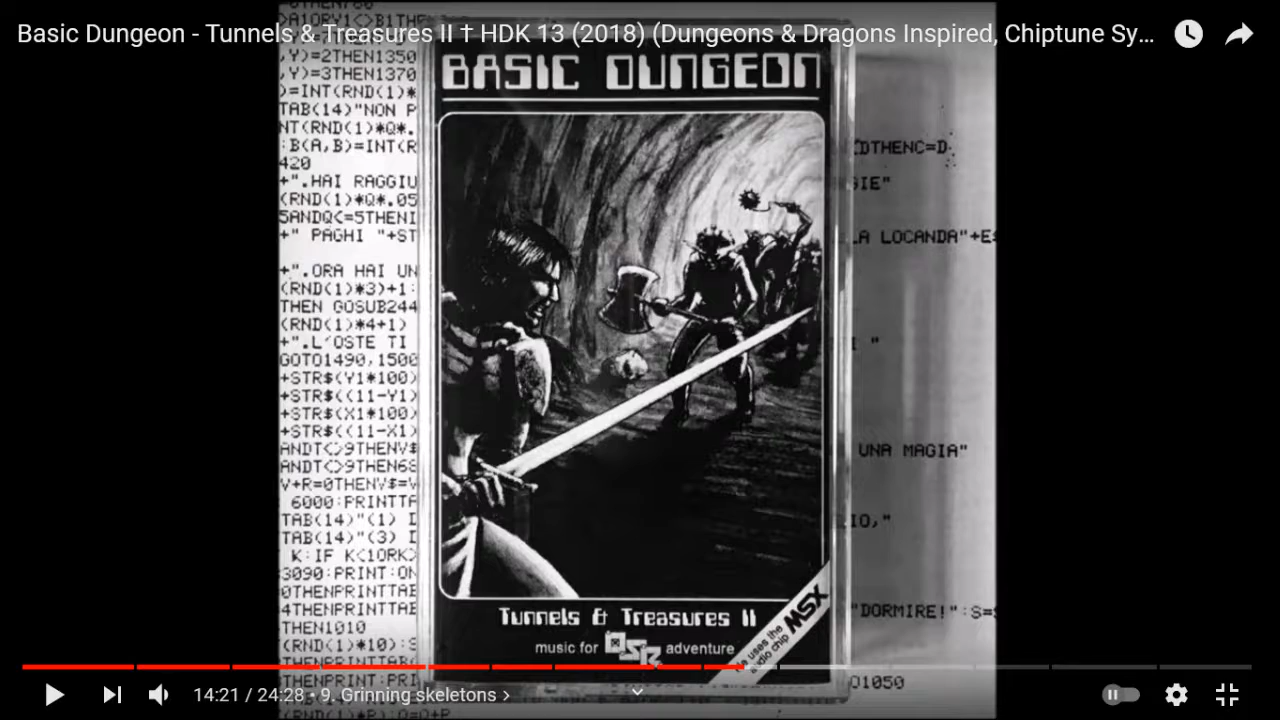 Basic Dungeon - Tunnels & Treasures II † HDK 13 (2018) (Dungeons & Dragons Inspired, Chiptune Sy...
,Y)=2THEN1350
,Y)=3THEN1370
)=INT(RND(1)*
TAB(14)"NON P
NT(RND(1)*Q*.
:B(A,B)=INT(R
420
+".HAI RAGGIU
(RND(1)*Q*.05
5ANDQ<=5THENI
+" PAGHI "+ST
+".ORA HAI UN
(RND(1)*3)+1:
THEN GOSUB244
(RND(1)*4+1)
+".L'OSTE TI
GOTO1490,1500
+STR$(Y1*100)
+STR$((11-Y1)
+STR$(X1*100)
+STR$((11-X1)
ANDT<>9THENV$
ANDT<>9THEN68
V+R=0THENV$=V
6000:PRINTTA
TAB(14)"(1) I
TAB(14)"(3) I
K:IF K<1ORK>
3090:PRINT:ON
0THENPRINTTAB
4THENPRINTTAB
THEN1010
(RND(1)*10):S
BASIC DUNGEON
Tunnels & Treasures II
music for OSR adventure
uses the
audio chip MSX
DTHENC=D
GIE"
LA LOCANDA"+E$
I "
UNA MAGIA"
IO,"
"DORMIRE!":S=S
O1050
14:21 / 24:28 • 9. Grinning skeletons ›